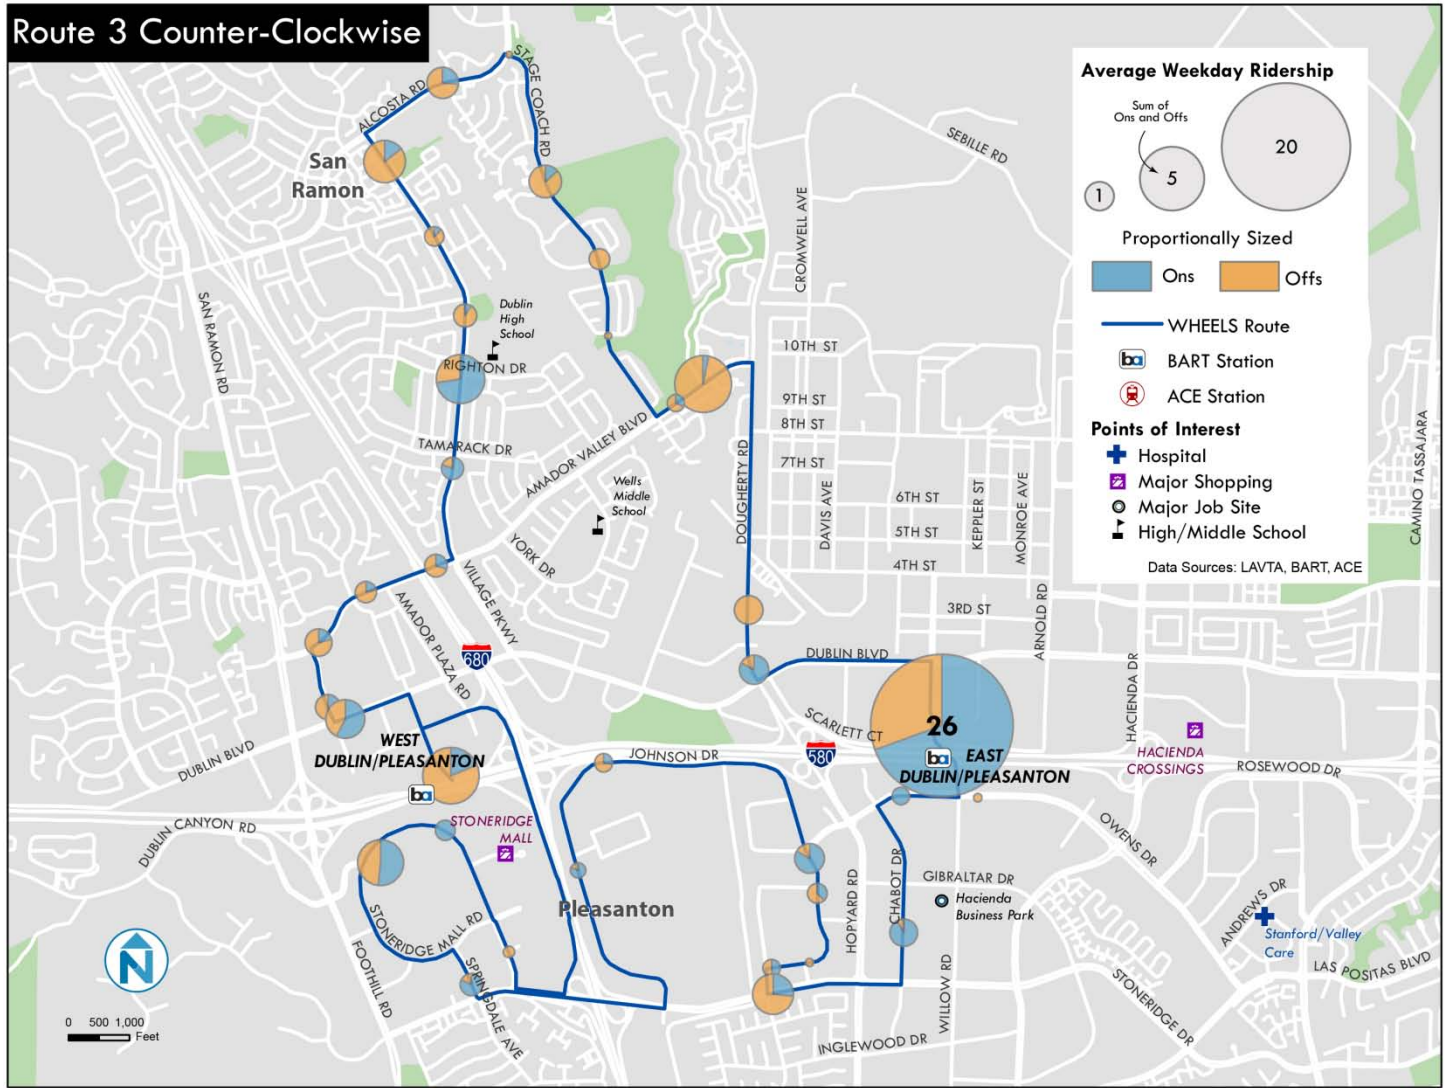 Route 3 Counter-Clockwise
Average Weekday Ridership
Sum of
Ons and Offs
1
5
20
Proportionally Sized
Ons
Offs
WHEELS Route
ba
BART Station
ACE Station
Points of Interest
Hospital
Major Shopping
Major Job Site
High/Middle School
Data Sources: LAVTA, BART, ACE
STAGE COACH RD
ALCOSTA RD
San
Ramon
SEBILLE RD
CROMWELL AVE
SAN RAMON RD
Dublin
High
School
RIGHTON DR
10TH ST
9TH ST
8TH ST
7TH ST
6TH ST
5TH ST
4TH ST
3RD ST
TAMARACK DR
AMADOR VALLEY BLVD
Wells
Middle
School
DOUGHERTY RD
DAVIS AVE
KEPPLER ST
MONROE AVE
CAMINO TASSAJARA
YORK DR
VILLAGE PKWY
AMADOR PLAZA RD
680
ARNOLD RD
DUBLIN BLVD
HACIENDA DR
SCARLETT CT
26
ba
EAST
DUBLIN/PLEASANTON
580
JOHNSON DR
WEST
DUBLIN/PLEASANTON
ba
DUBLIN BLVD
HACIENDA
CROSSINGS
ROSEWOOD DR
DUBLIN CANYON RD
STONERIDGE
MALL
OWENS DR
CHABOT DR
GIBRALTAR DR
HOPYARD RD
Hacienda
Business Park
Pleasanton
STONERIDGE MALL RD
FOOTHILL RD
SPRINGDALE AVE
WILLOW RD
ANDREWS DR
Stanford/Valley
Care
LAS POSITAS BLVD
STONERIDGE DR
INGLEWOOD DR
N
0 500 1,000
Feet